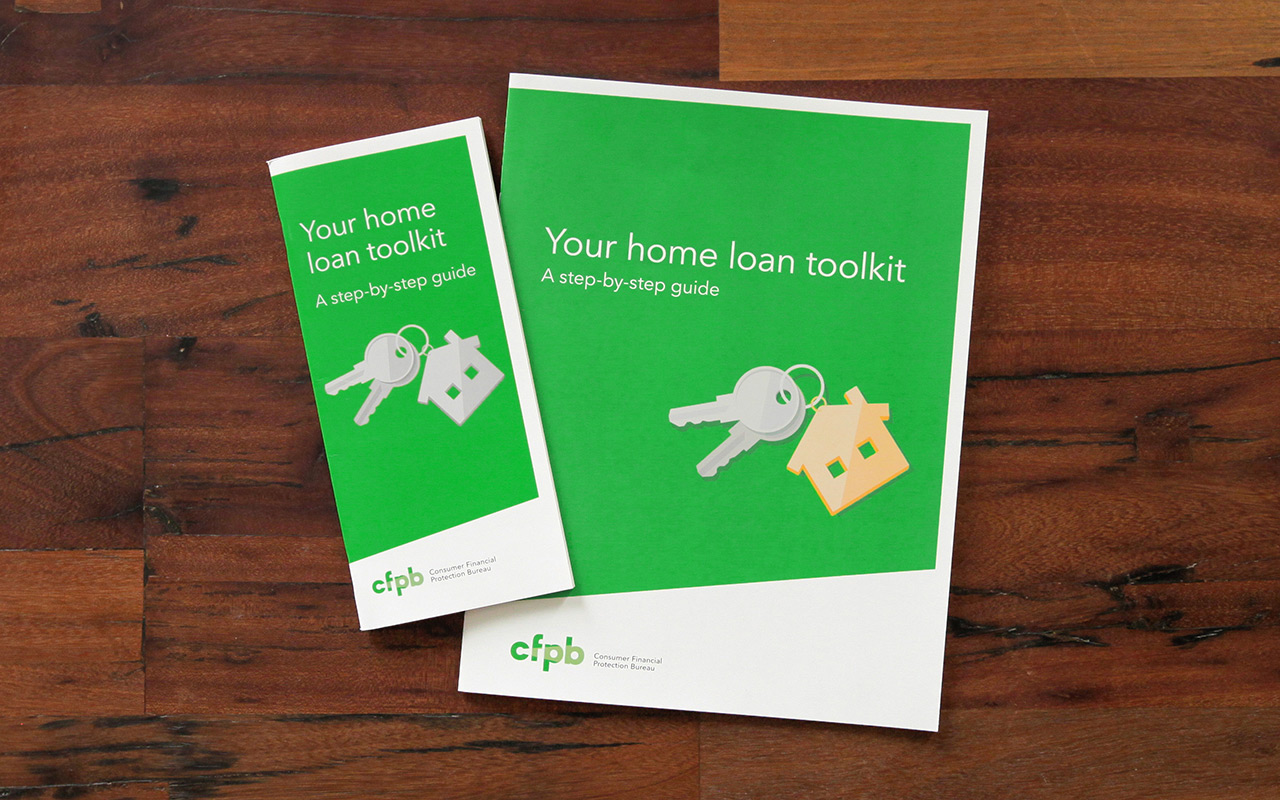 Your home
loan toolkit
A step-by-step guide
cfpb
Consumer Financial
Protection Bureau
Your home loan toolkit
A step-by-step guide
cfpb
Consumer Financial
Protection Bureau